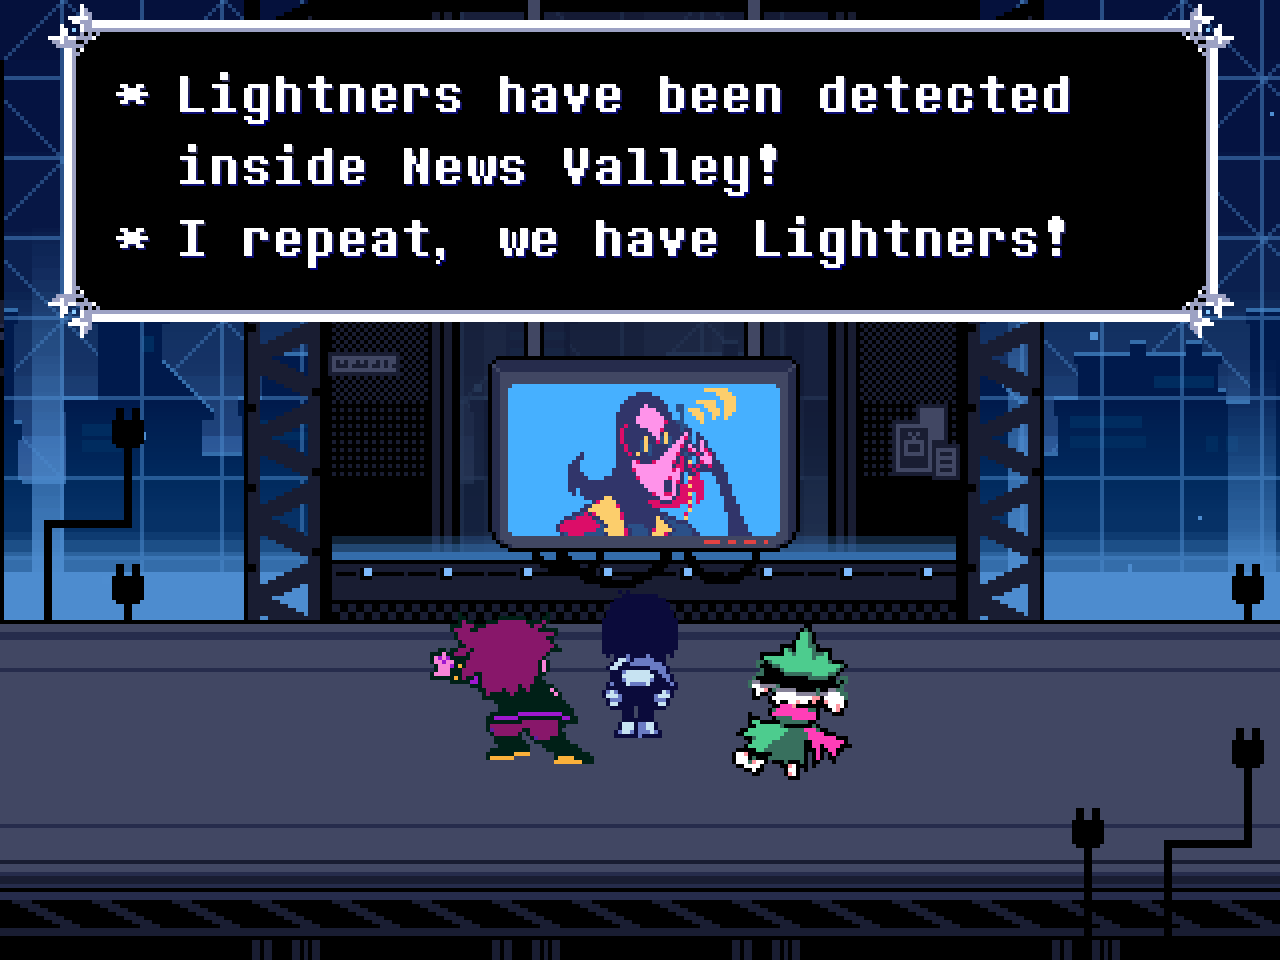 * Lightners have been detected
inside News Valley!
* I repeat, we have Lightners!